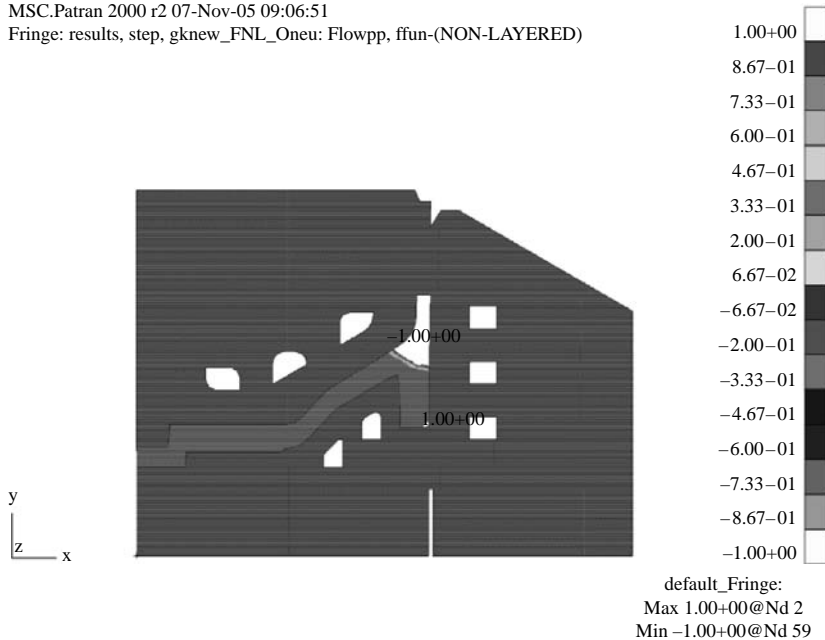 MSC.Patran 2000 r2 07-Nov-05 09:06:51
Fringe: results, step, gknew_FNL_Oneu: Flowpp, ffun-(NON-LAYERED)
1.00+00
8.67−01
7.33−01
6.00−01
4.67−01
3.33−01
2.00−01
6.67−02
−6.67−02
−2.00−01
−3.33−01
−4.67−01
−6.00−01
−7.33−01
−8.67−01
−1.00+00
−1.00+00
1.00+00
y
z
x
default_Fringe:
Max 1.00+00@Nd 2
Min −1.00+00@Nd 59